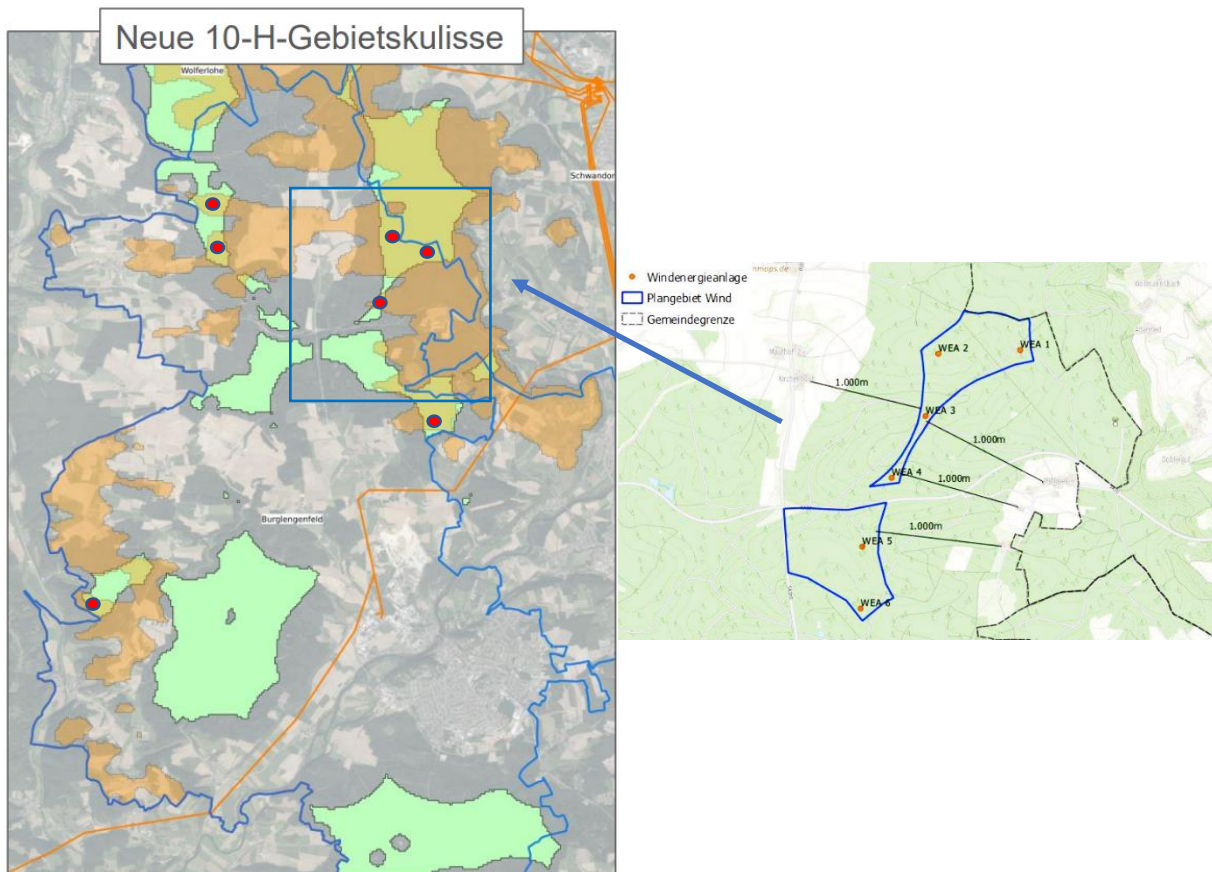 Neue 10-H-Gebietskulisse
Wolferlohe
Schwandor
Burglengenfeld
Windenergieanlage
Plangebiet Wind
Gemeindegrenze
WEA 1
WEA 2
1.000m
WEA 3
1.000m
WEA 4
1.000m
WEA 5
1.000m
WEA 6